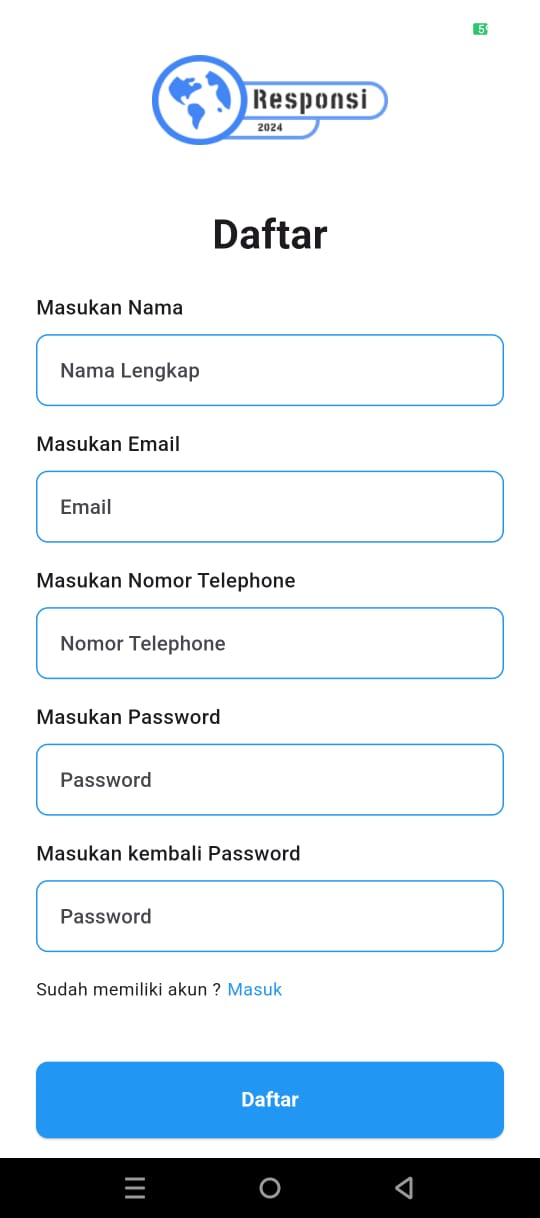 Responsi
2024
Daftar
Masukan Nama
Nama Lengkap
Masukan Email
Email
Masukan Nomor Telephone
Nomor Telephone
Masukan Password
Password
Masukan kembali Password
Password
Sudah memiliki akun ? Masuk
Daftar